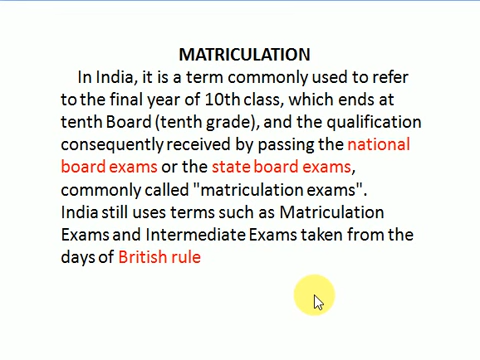 MATRICULATION
In India, it is a term commonly used to refer
to the final year of 10th class, which ends at
tenth Board (tenth grade), and the qualification
consequently received by passing the national
board exams or the state board exams,
commonly called "matriculation exams".
India still uses terms such as Matriculation
Exams and Intermediate Exams taken from the
days of British rule